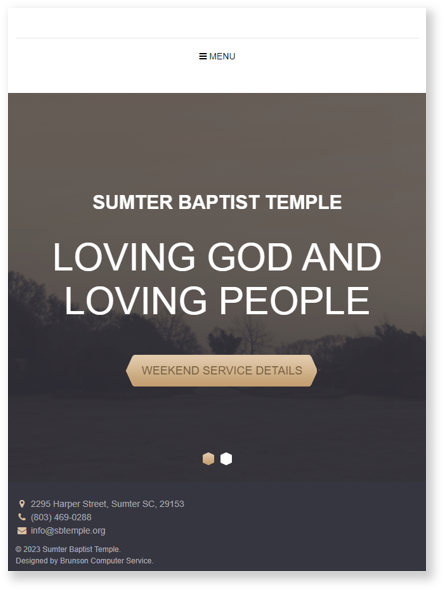 MENU
SUMTER BAPTIST TEMPLE
LOVING GOD AND
LOVING PEOPLE
WEEKEND SERVICE DETAILS
2295 Harper Street, Sumter SC, 29153
(803) 469-0288
info@sbtemple.org
© 2023 Sumter Baptist Temple.
Designed by Brunson Computer Service.